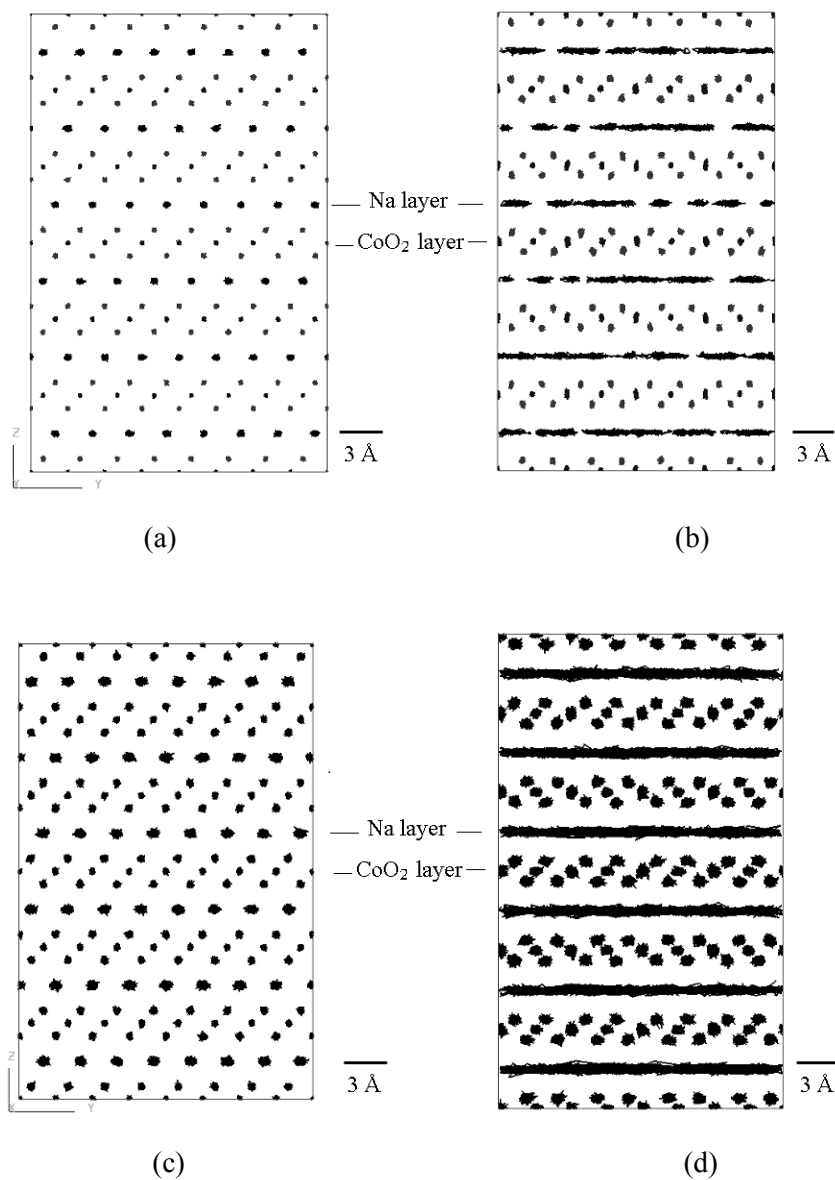 Na layer
CoO₂ layer
Z
X
Y
3 Å
3 Å
(a)
(b)
Na layer
CoO₂ layer
Z
X
Y
3 Å
3 Å
(c)
(d)